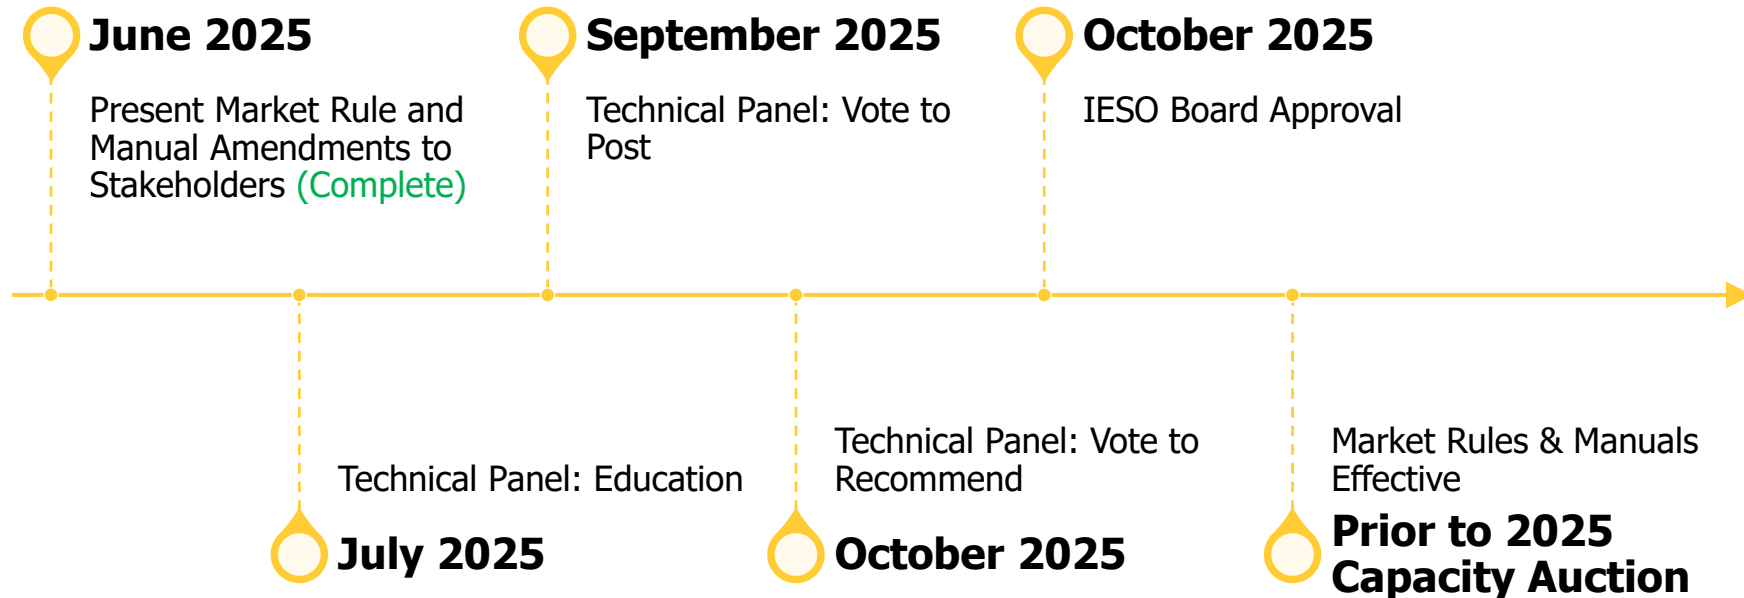 June 2025
Present Market Rule and
Manual Amendments to
Stakeholders (Complete)
September 2025
Technical Panel: Vote to
Post
October 2025
IESO Board Approval
Technical Panel: Education
July 2025
Technical Panel: Vote to
Recommend
October 2025
Market Rules & Manuals
Effective
Prior to 2025
Capacity Auction